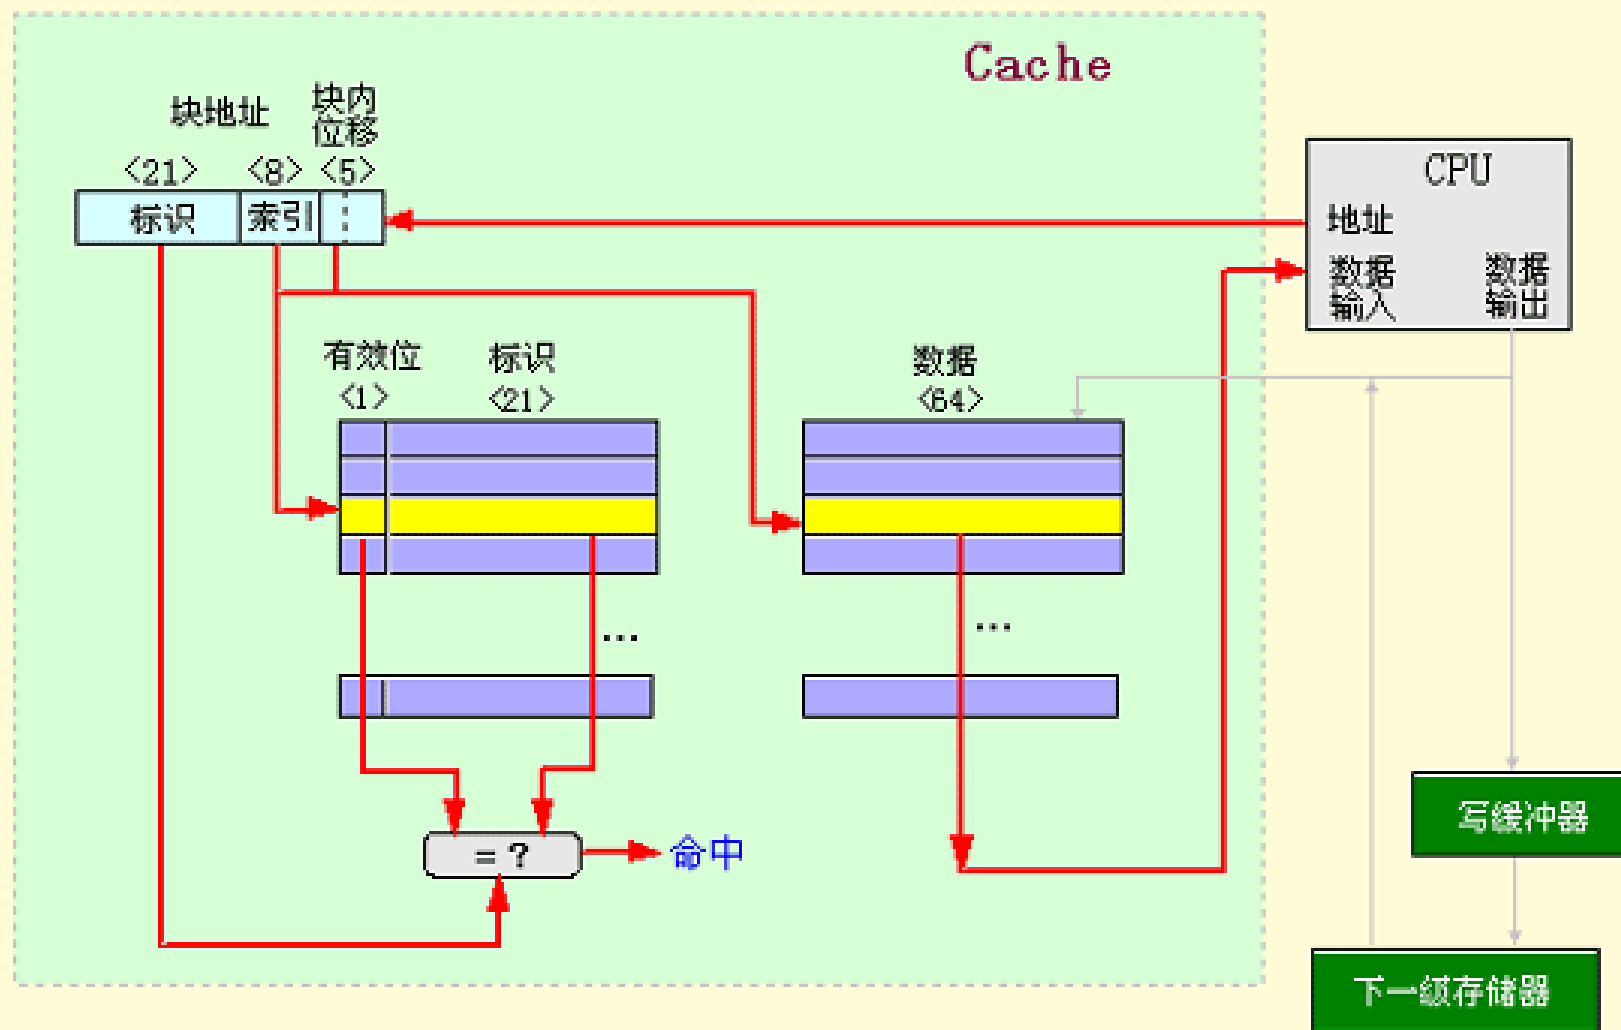 Cache
块地址
块内
位移
<21>
<8>
<5>
标识
索引
CPU
地址
数据
输入
数据
输出
有效位
<1>
标识
<21>
数据
<64>
...
...
= ?
命中
写缓冲器
下一级存储器